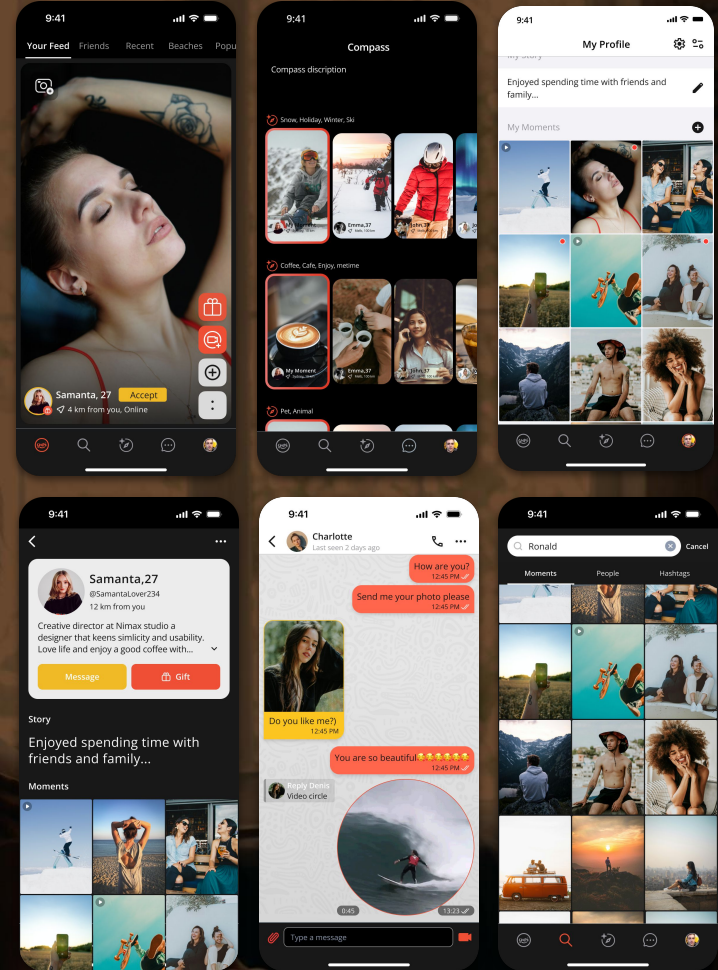 9:41
Your Feed Friends Recent Beaches Popu
Samanta, 27 Accept
4 km from you, Online
9:41
Compass
Compass discription
Snow, Holiday, Winter, Ski
My Moment
Emma,37
John,37
Coffee, Cafe, Enjoy, metime
My Moment
Emma,37
John,37
Pet, Animal
9:41
My Profile
My Story
Enjoyed spending time with friends and
family...
My Moments
9:41
Samanta,27
@SamantaLover234
12 km from you
Creative director at Nimax studio a
designer that keens simlicity and usability.
Love life and enjoy a good coffee with...
Message Gift
Story
Enjoyed spending time with
friends and family...
Moments
9:41
Charlotte
Last seen 2 days ago
How are you?
12:45 PM
Send me your photo please
12:45 PM
Do you like me?)
12:45 PM
You are so beautiful
12:45 PM
Reply Denis
Video circle
0:45 13:23
Type a message
9:41
Ronald Cancel
Moments People Hashtags